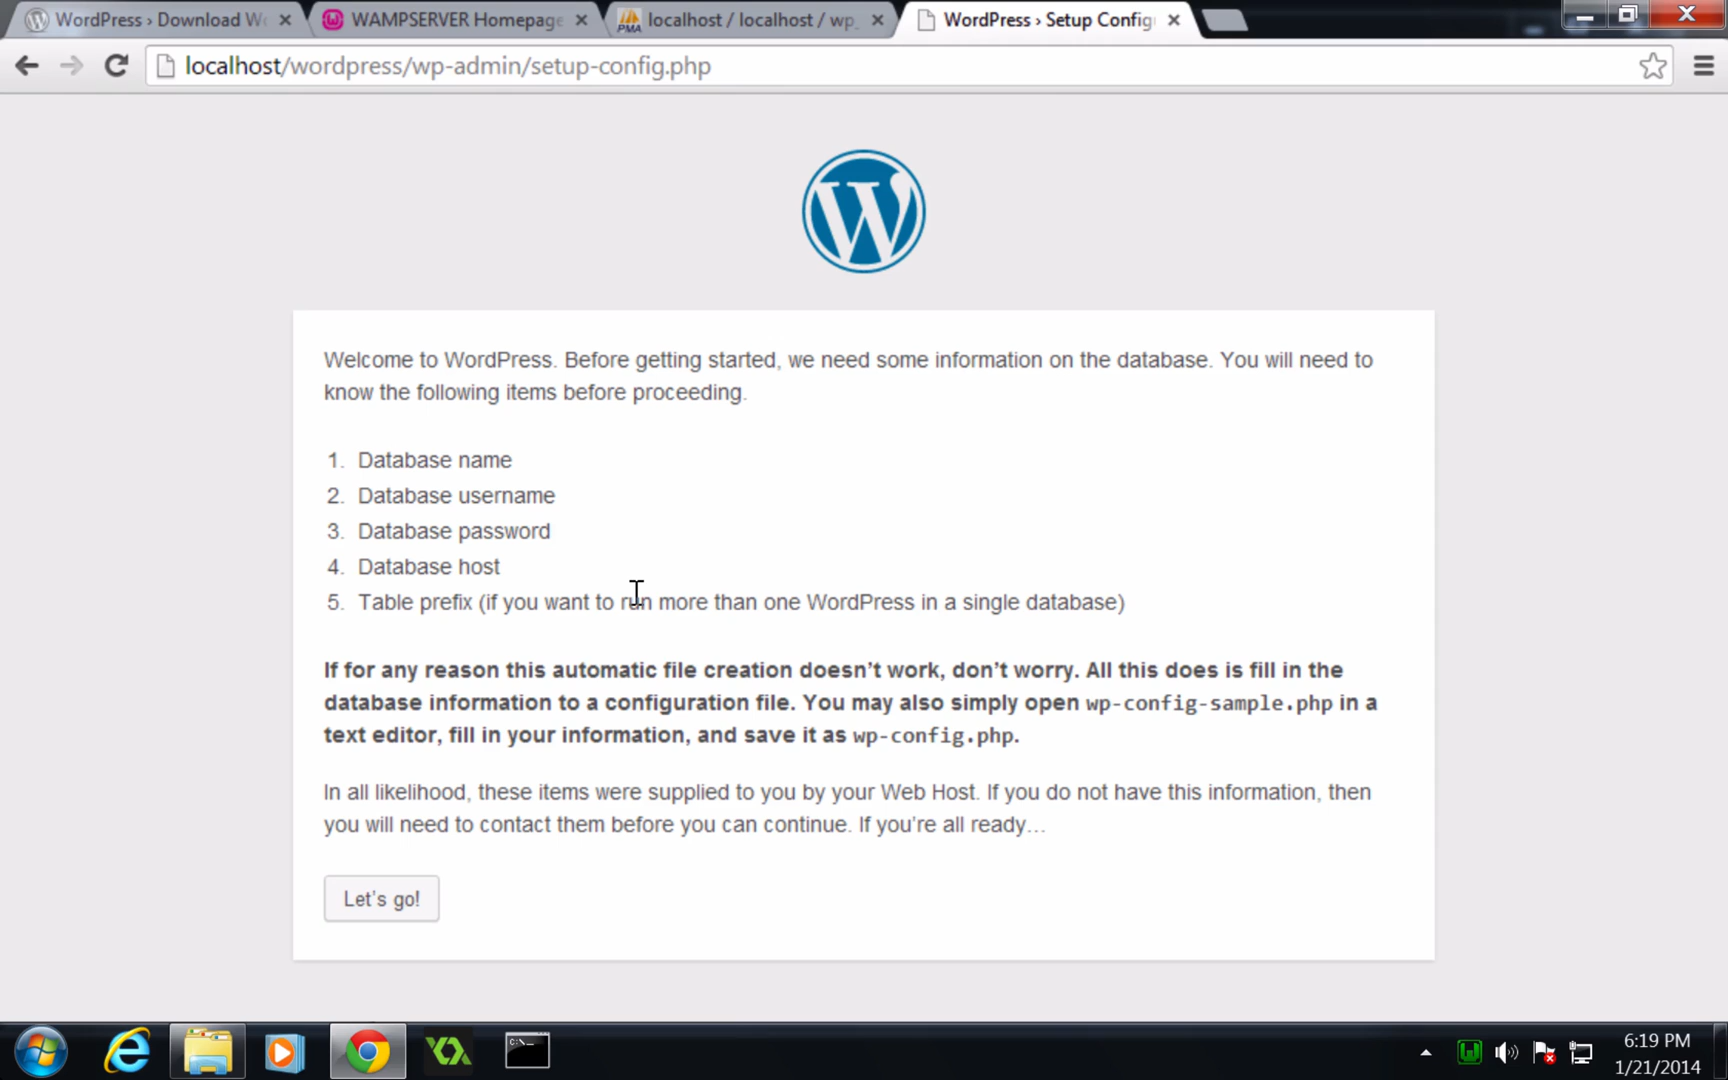 WordPress › Download Wo
WAMPSERVER Homepage
localhost / localhost / wp_
WordPress › Setup Config
localhost/wordpress/wp-admin/setup-config.php
W
Welcome to WordPress. Before getting started, we need some information on the database. You will need to
know the following items before proceeding.
1. Database name
2. Database username
3. Database password
4. Database host
5. Table prefix (if you want to run more than one WordPress in a single database)
If for any reason this automatic file creation doesn’t work, don’t worry. All this does is fill in the
database information to a configuration file. You may also simply open wp-config-sample.php in a
text editor, fill in your information, and save it as wp-config.php.
In all likelihood, these items were supplied to you by your Web Host. If you do not have this information, then
you will need to contact them before you can continue. If you’re all ready…
Let’s go!
6:19 PM
1/21/2014